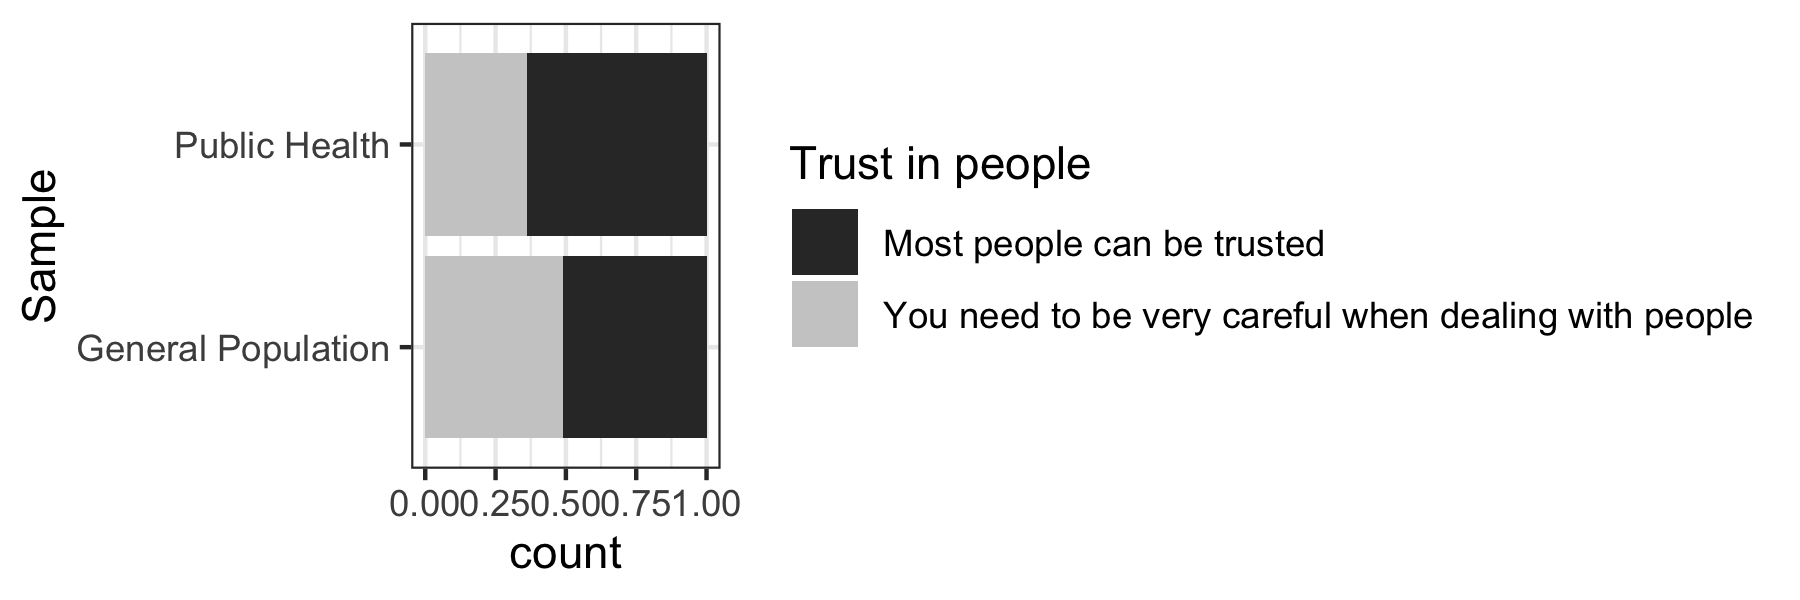 Sample
Public Health
General Population
0.000.250.500.751.00
count
Trust in people
Most people can be trusted
You need to be very careful when dealing with people